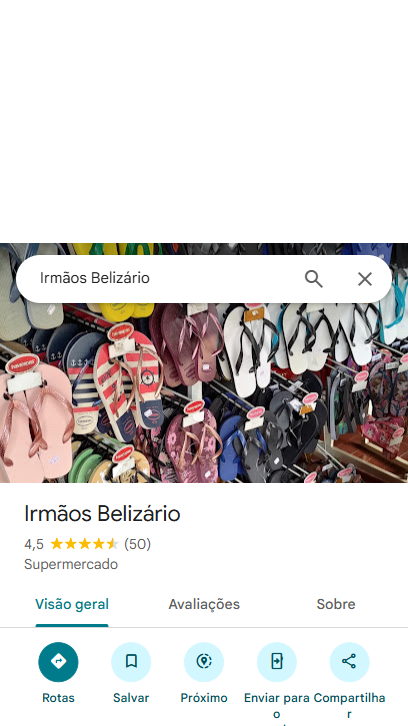 Irmãos Belizário
Irmãos Belizário
4,5 (50)
Supermercado
Visão geral Avaliações Sobre
Rotas Salvar Próximo Enviar para o Compartilhar